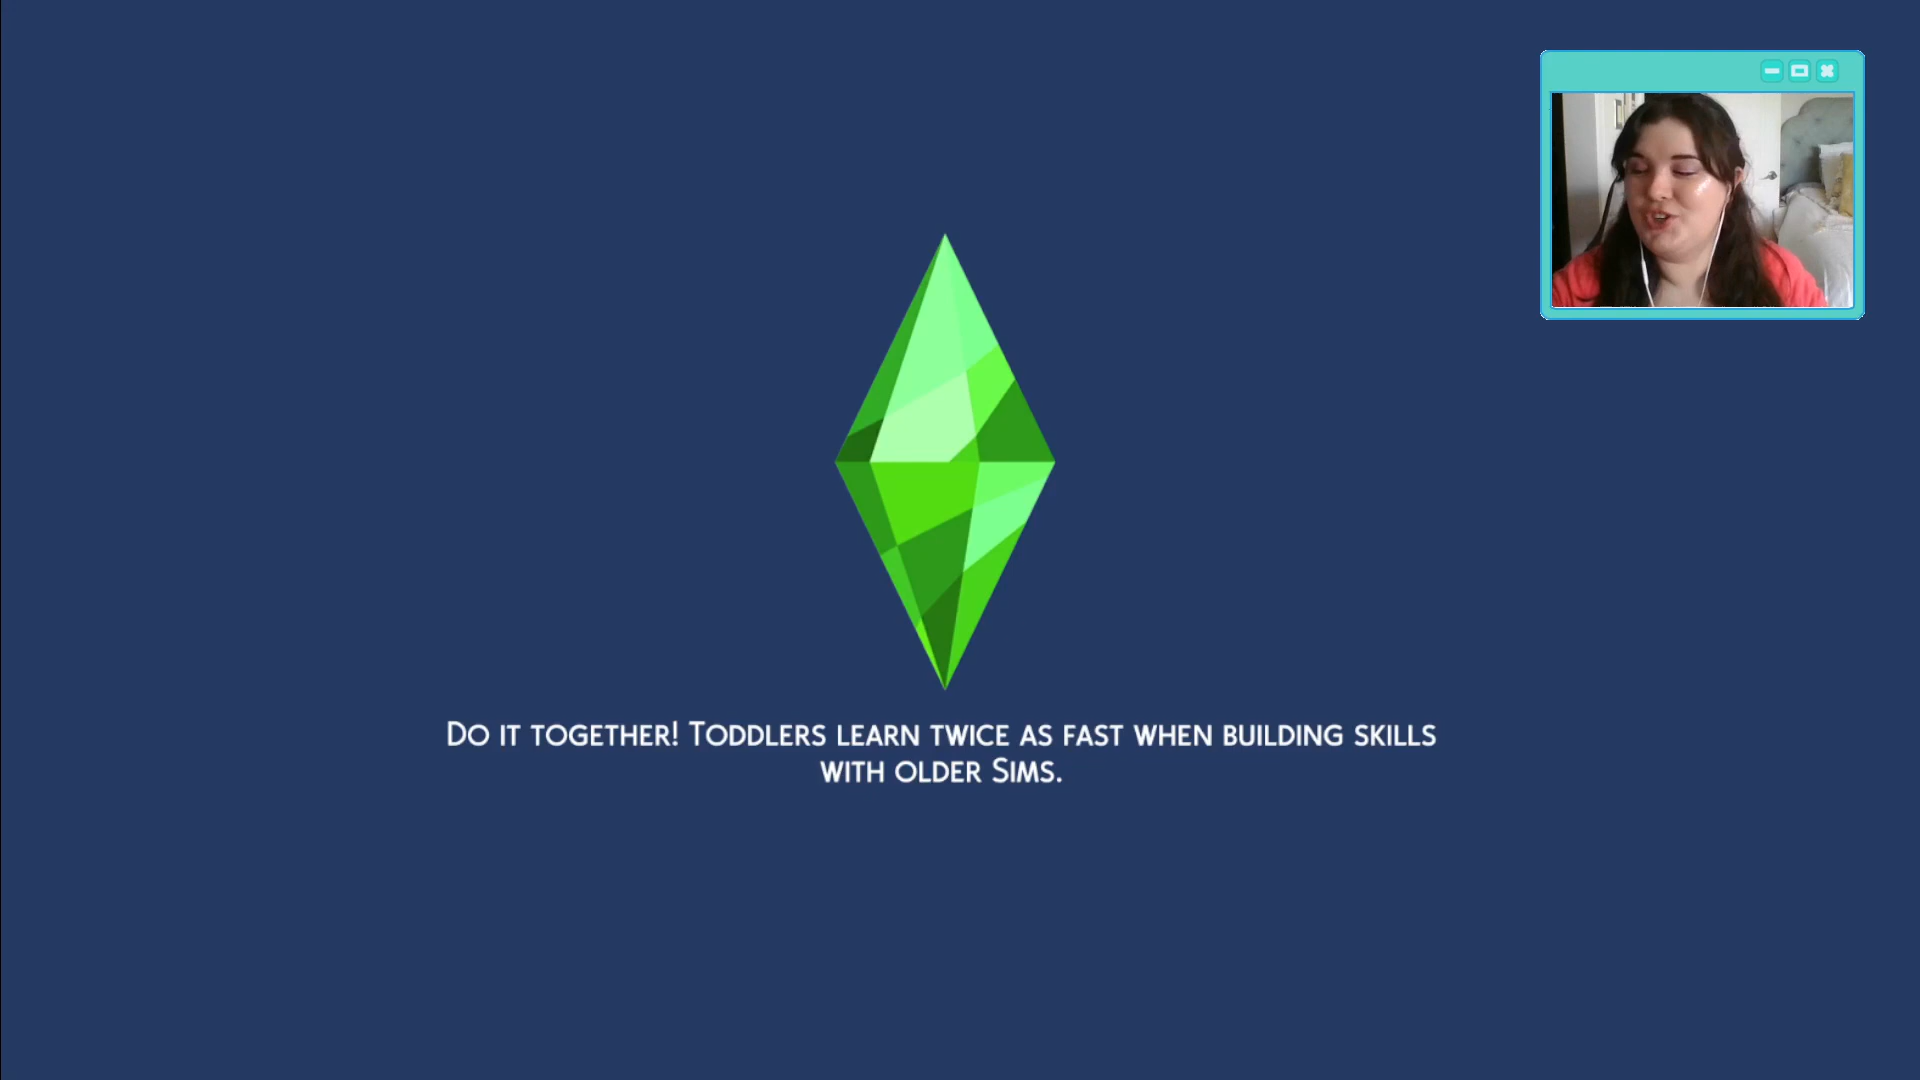 Do it together! Toddlers learn twice as fast when building skills
with older Sims.